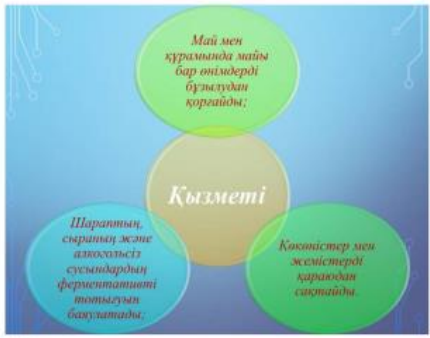 Май мен
құрамында майы
бар өнімдерді
бұзылудан
қорғайды;
Қызметі
Шараптың,
сыраның және
алкогольсіз
сусындардың
ферментативті
тотығуын
баяулатады;
Көкөністер мен
жемістерді
қараюдан
сақтайды.